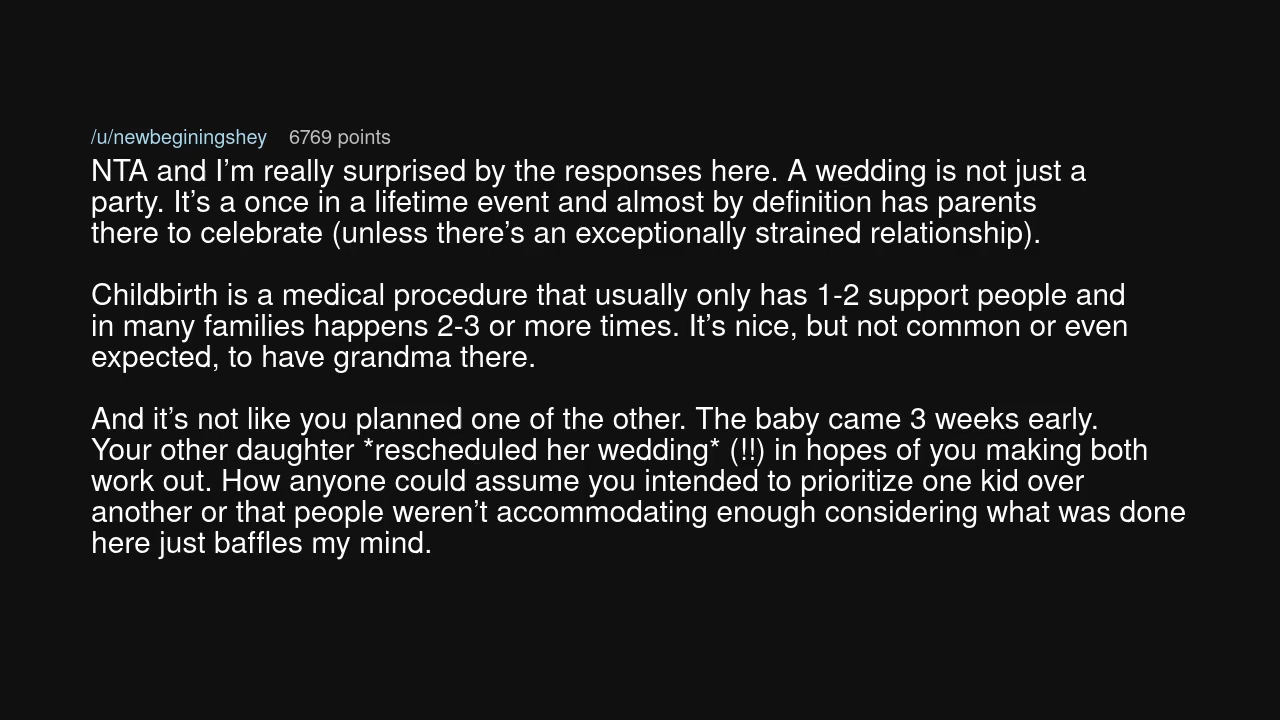 /u/newbeginingshey 6769 points
NTA and I’m really surprised by the responses here. A wedding is not just a
party. It’s a once in a lifetime event and almost by definition has parents
there to celebrate (unless there’s an exceptionally strained relationship).
Childbirth is a medical procedure that usually only has 1-2 support people and
in many families happens 2-3 or more times. It’s nice, but not common or even
expected, to have grandma there.
And it’s not like you planned one of the other. The baby came 3 weeks early.
Your other daughter *rescheduled her wedding* (!!) in hopes of you making both
work out. How anyone could assume you intended to prioritize one kid over
another or that people weren’t accommodating enough considering what was done
here just baffles my mind.